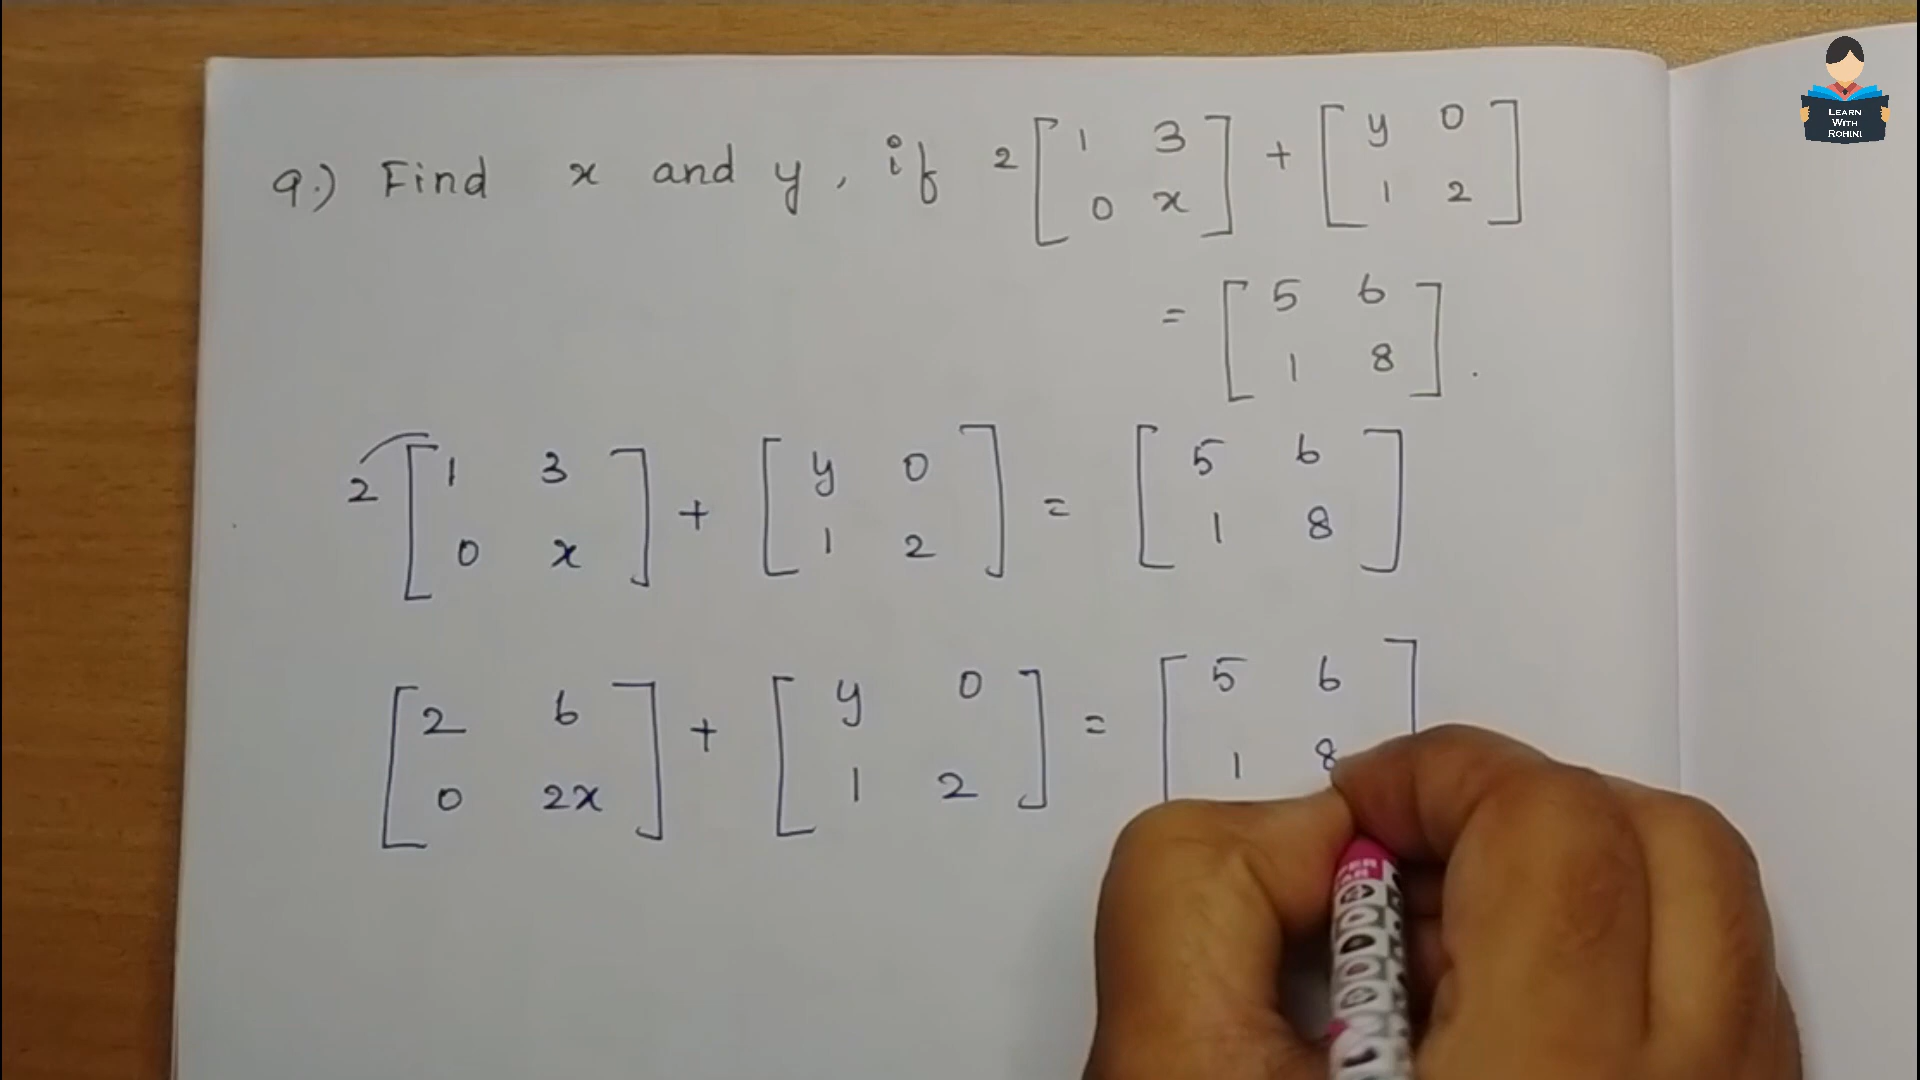 9.) Find x and y, if 2 [ 1 3 ] + [ y 0 ]
[ 0 x ] [ 1 2 ]
= [ 5 6 ]
[ 1 8 ] .
2 [ 1 3 ] + [ y 0 ] = [ 5 6 ]
[ 0 x ] [ 1 2 ] [ 1 8 ]
[ 2 6 ] + [ y 0 ] = [ 5 6 ]
[ 0 2x ] [ 1 2 ] [ 1 8
LEARN
WITH
ROHINI